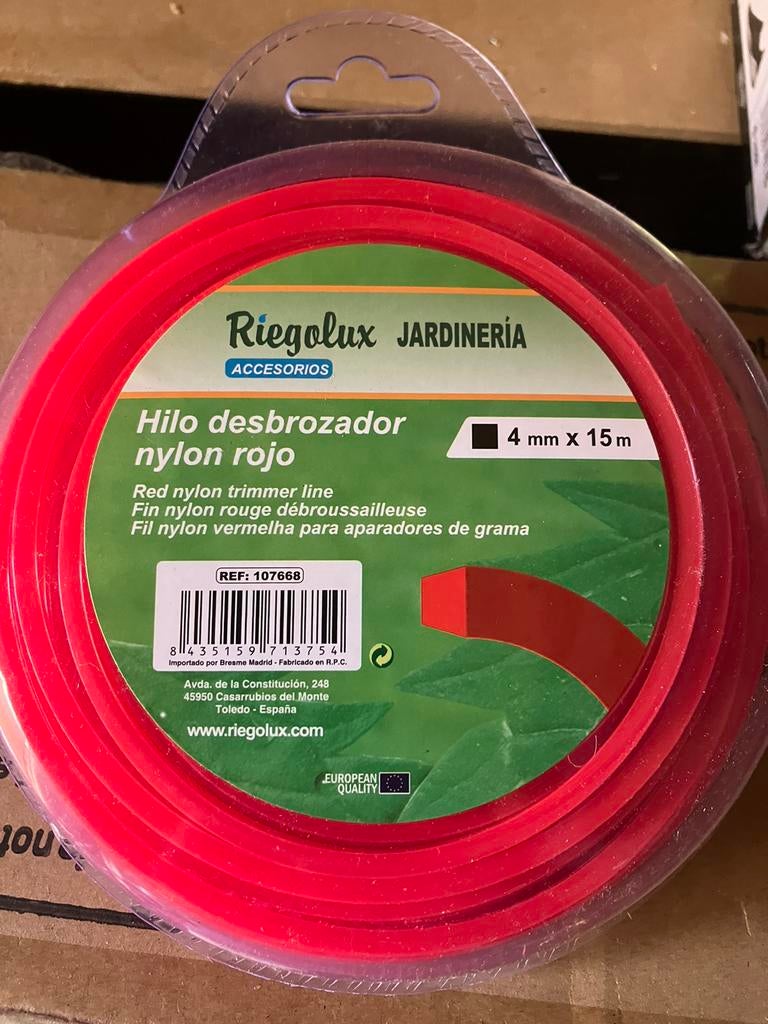 Riegolux JARDINERÍA
ACCESORIOS
Hilo desbrozador
nylon rojo
4 mm x 15 m
Red nylon trimmer line
Fin nylon rouge débroussailleuse
Fil nylon vermelha para aparadores de grama
REF: 107668
8 435159 713754
Importado por Bresme Madrid - Fabricado en R.P.C.
Avda. de la Constitución, 248
45950 Casarrubios del Monte
Toledo - España
www.riegolux.com
EUROPEAN
QUALITY
not